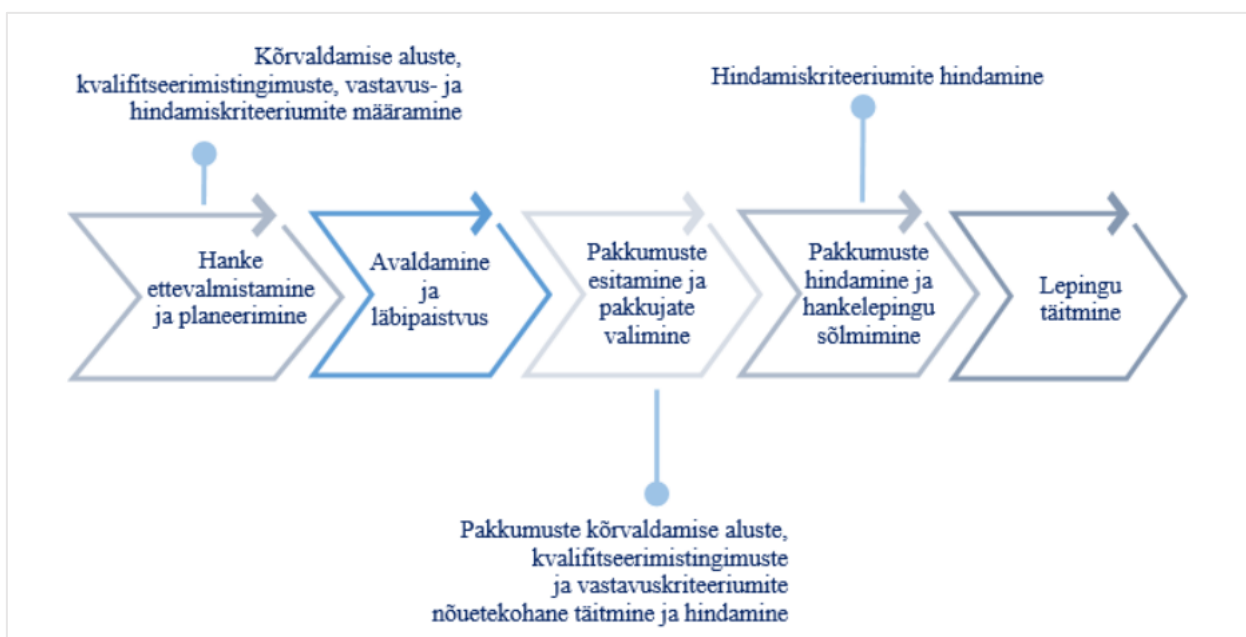 Kõrvaldamise aluste,
kvalifitseerimistingimuste, vastavus- ja
hindamiskriteeriumite määramine
Hindamiskriteeriumite hindamine
Hanke
ettevalmistamine
ja planeerimine
Avaldamine
ja
läbipaistvus
Pakkumuste
esitamine ja
pakkujate
valimine
Pakkumuste
hindamine ja
hankelepingu
sõlmimine
Lepingu
täitmine
Pakkumuste kõrvaldamise aluste,
kvalifitseerimistingimuste
ja vastavuskriteeriumite
nõuetekohane täitmine ja hindamine